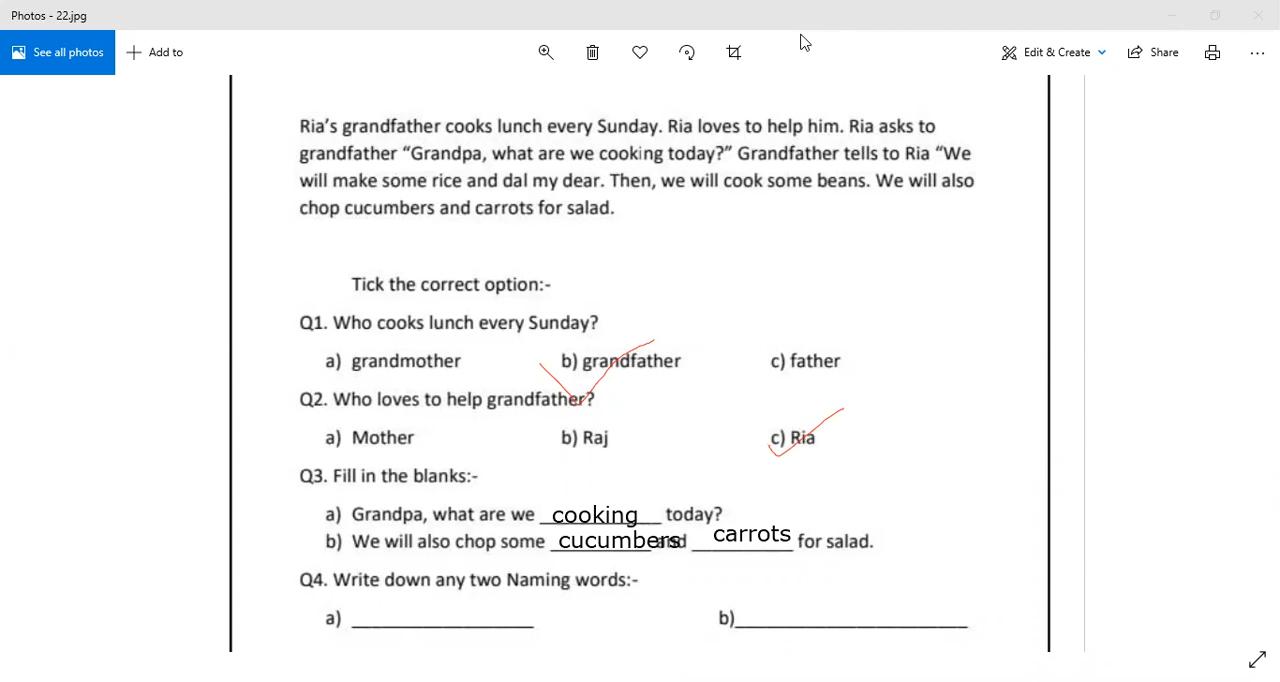 Photos - 22.jpg
See all photos Add to Edit & Create Share
Ria's grandfather cooks lunch every Sunday. Ria loves to help him. Ria asks to
grandfather “Grandpa, what are we cooking today?” Grandfather tells to Ria “We
will make some rice and dal my dear. Then, we will cook some beans. We will also
chop cucumbers and carrots for salad.
Tick the correct option:-
Q1. Who cooks lunch every Sunday?
a) grandmother b) grandfather c) father
Q2. Who loves to help grandfather?
a) Mother b) Raj c) Ria
Q3. Fill in the blanks:-
a) Grandpa, what are we cooking today?
b) We will also chop some cucumbers and carrots for salad.
Q4. Write down any two Naming words:-
a) __________________ b)_______________________